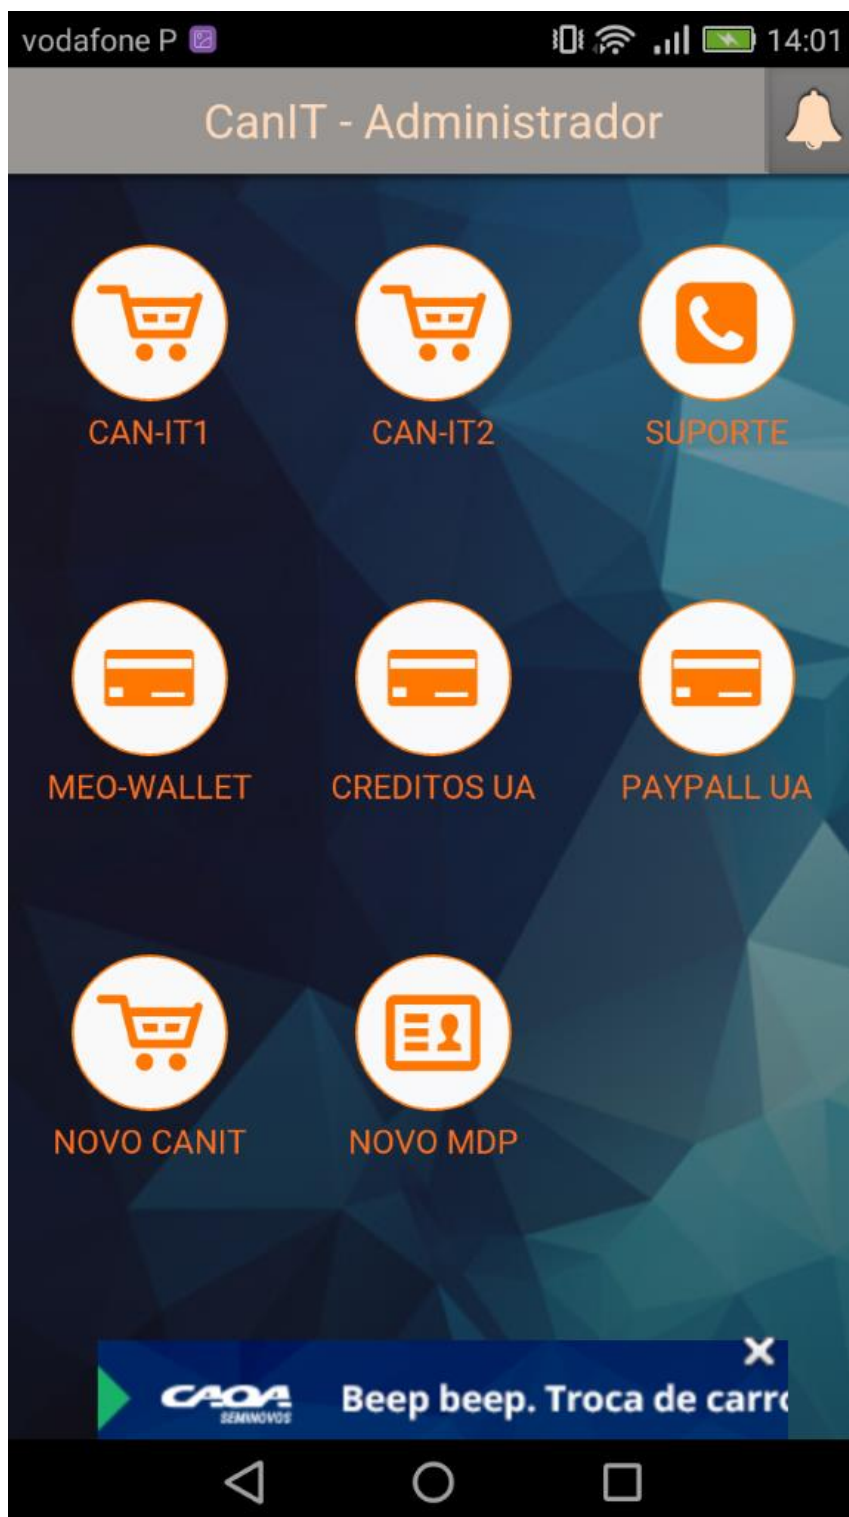 vodafone P 14:01
CanIT - Administrador
CAN-IT1 CAN-IT2 SUPORTE
MEO-WALLET CREDITOS UA PAYPALL UA
NOVO CANIT NOVO MDP
CAOA Beep beep. Troca de carro
SEMINOVOS